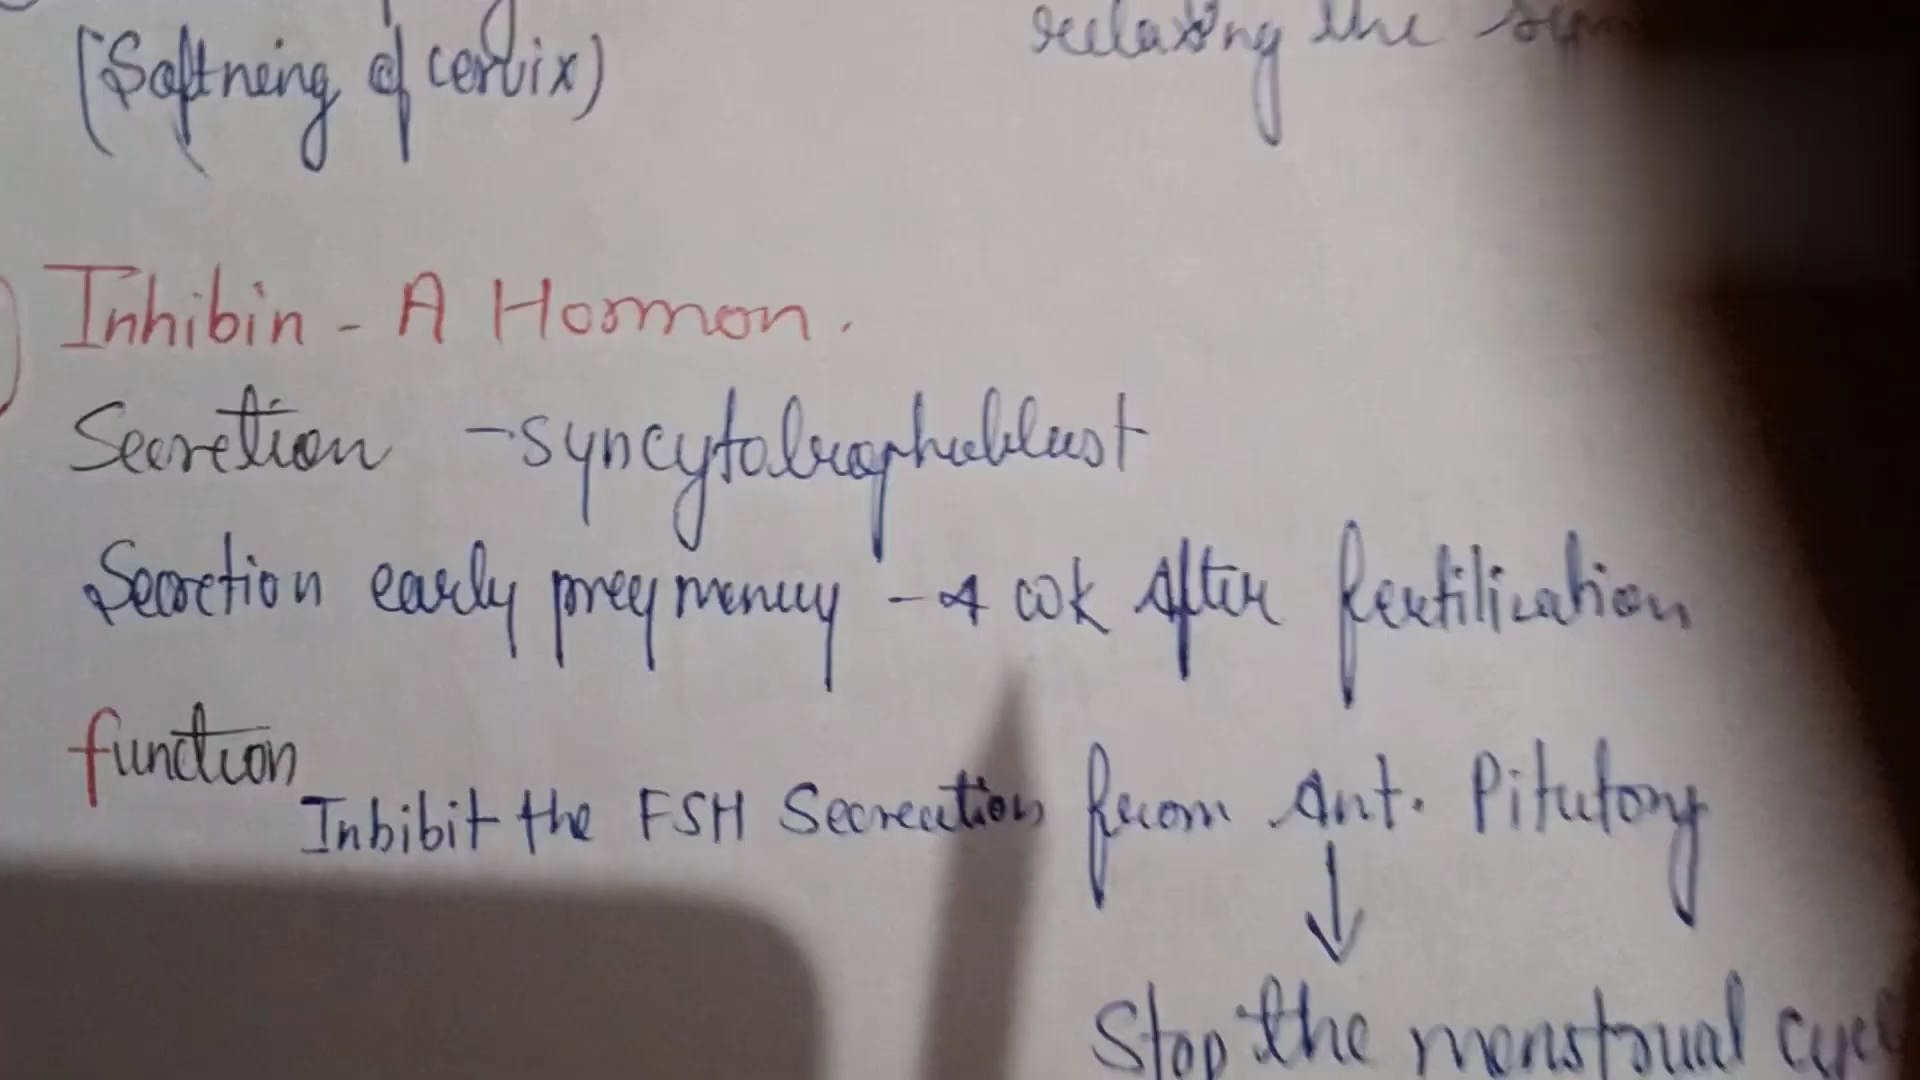 (Softning of cervix)
relaxing the
Inhibin - A Hormon.
Secretion - syncytotrophoblast
Secretion early pregnancy - 4 wk After fertilization
function
Inhibit the FSH Secreation from Ant. Pitutory
↓
Stop the menstrual cycl